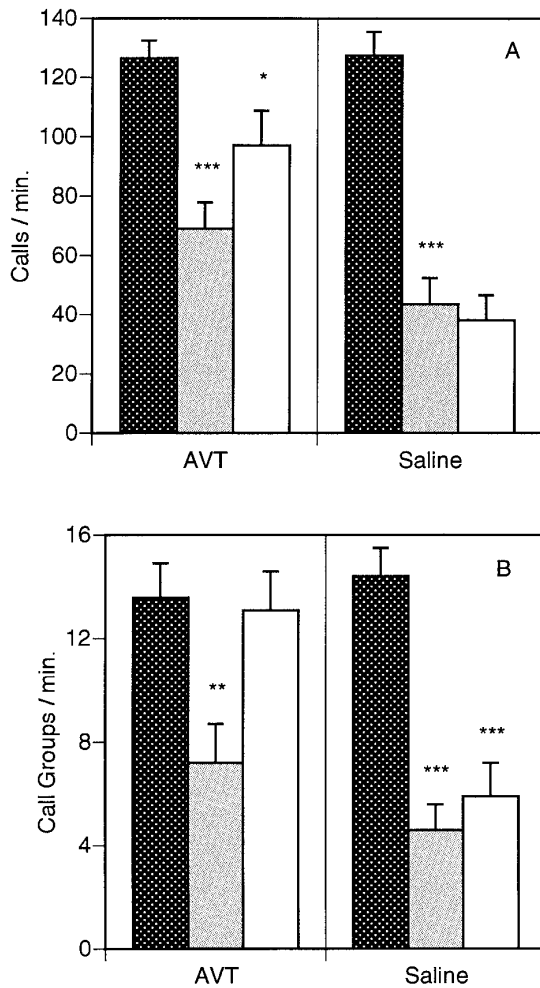 140
120
100
80
60
40
20
0
Calls / min.
A
***
*
***
AVT
Saline
16
12
8
4
0
Call Groups / min.
B
**
***
***
AVT
Saline